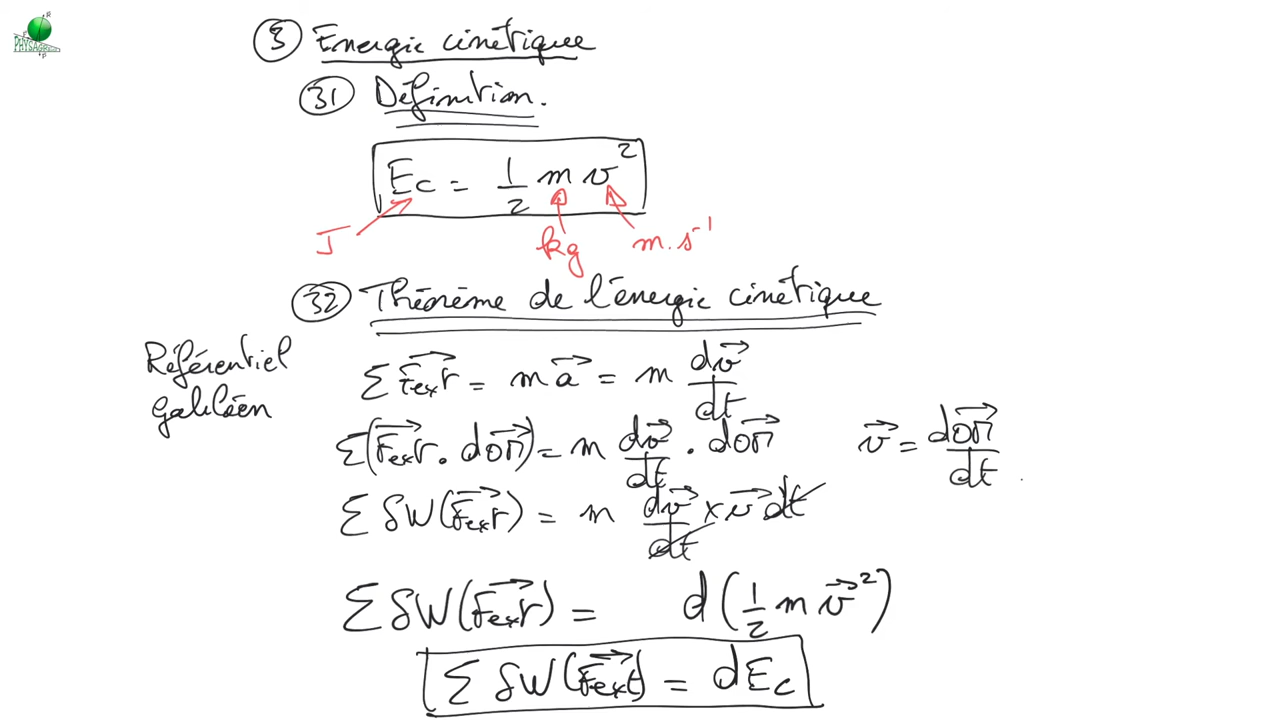 ③ Energie cinétique
㉛ Définition.
Ec = 1/2 m v²
J kg m.s⁻¹
㉜ Théorème de l'énergie cinétique
Référentiel
galiléen
Σ F⃗ext = m a⃗ = m dv⃗/dt
Σ(F⃗ext . dOM⃗) = m dv⃗/dt . dOM⃗ v⃗ = dOM⃗/dt
Σ δW(F⃗ext) = m dv⃗/dt × v⃗ dt
Σ δW(F⃗ext) = d(1/2 m v⃗²)
Σ δW(F⃗ext) = dEc